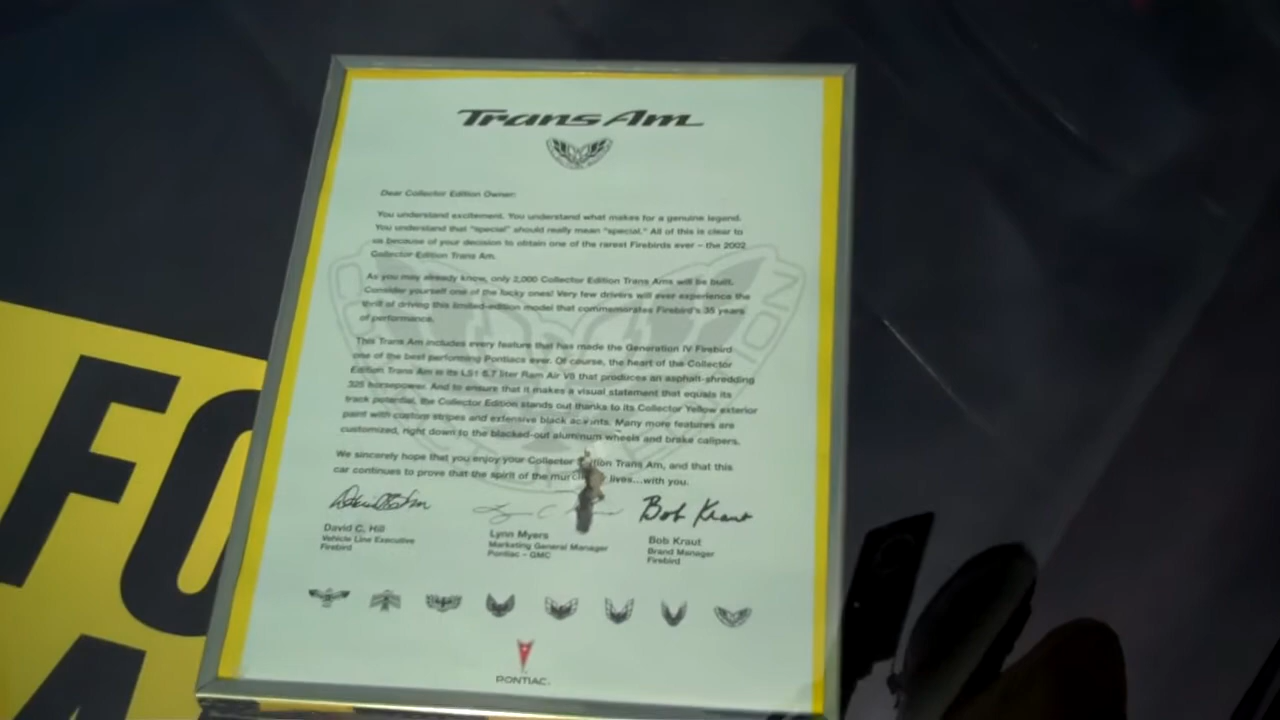 Trans Am
Dear Collector Edition Owner:
You understand excitement. You understand what makes for a genuine legend.
You understand that "special" should really mean "special." All of this is clear to
us because of your decision to obtain one of the rarest Firebirds ever – the 2002
Collector Edition Trans Am.
As you may already know, only 2,000 Collector Edition Trans Ams will be built.
Consider yourself one of the lucky ones! Very few drivers will ever experience the
thrill of driving this limited-edition model that commemorates Firebird's 35 years
of performance.
This Trans Am includes every feature that has made the Generation IV Firebird
one of the best performing Pontiacs ever. Of course, the heart of the Collector
Edition Trans Am is its LS1 5.7 liter Ram Air V8 that produces an asphalt-shredding
325 horsepower. And to ensure that it makes a visual statement that equals its
track potential, the Collector Edition stands out thanks to its Collector Yellow exterior
paint with custom stripes and extensive black accents. Many more features are
customized, right down to the blacked-out aluminum wheels and brake calipers.
We sincerely hope that you enjoy your Collector Trans Am, and that this
car continues to prove that the spirit of the lives...with you.
Bob Kraut
David C. Hill
Vehicle Line Executive
Firebird
Lynn Myers
Marketing General Manager
Pontiac – GMC
Bob Kraut
Brand Manager
Firebird
PONTIAC.
FO
A